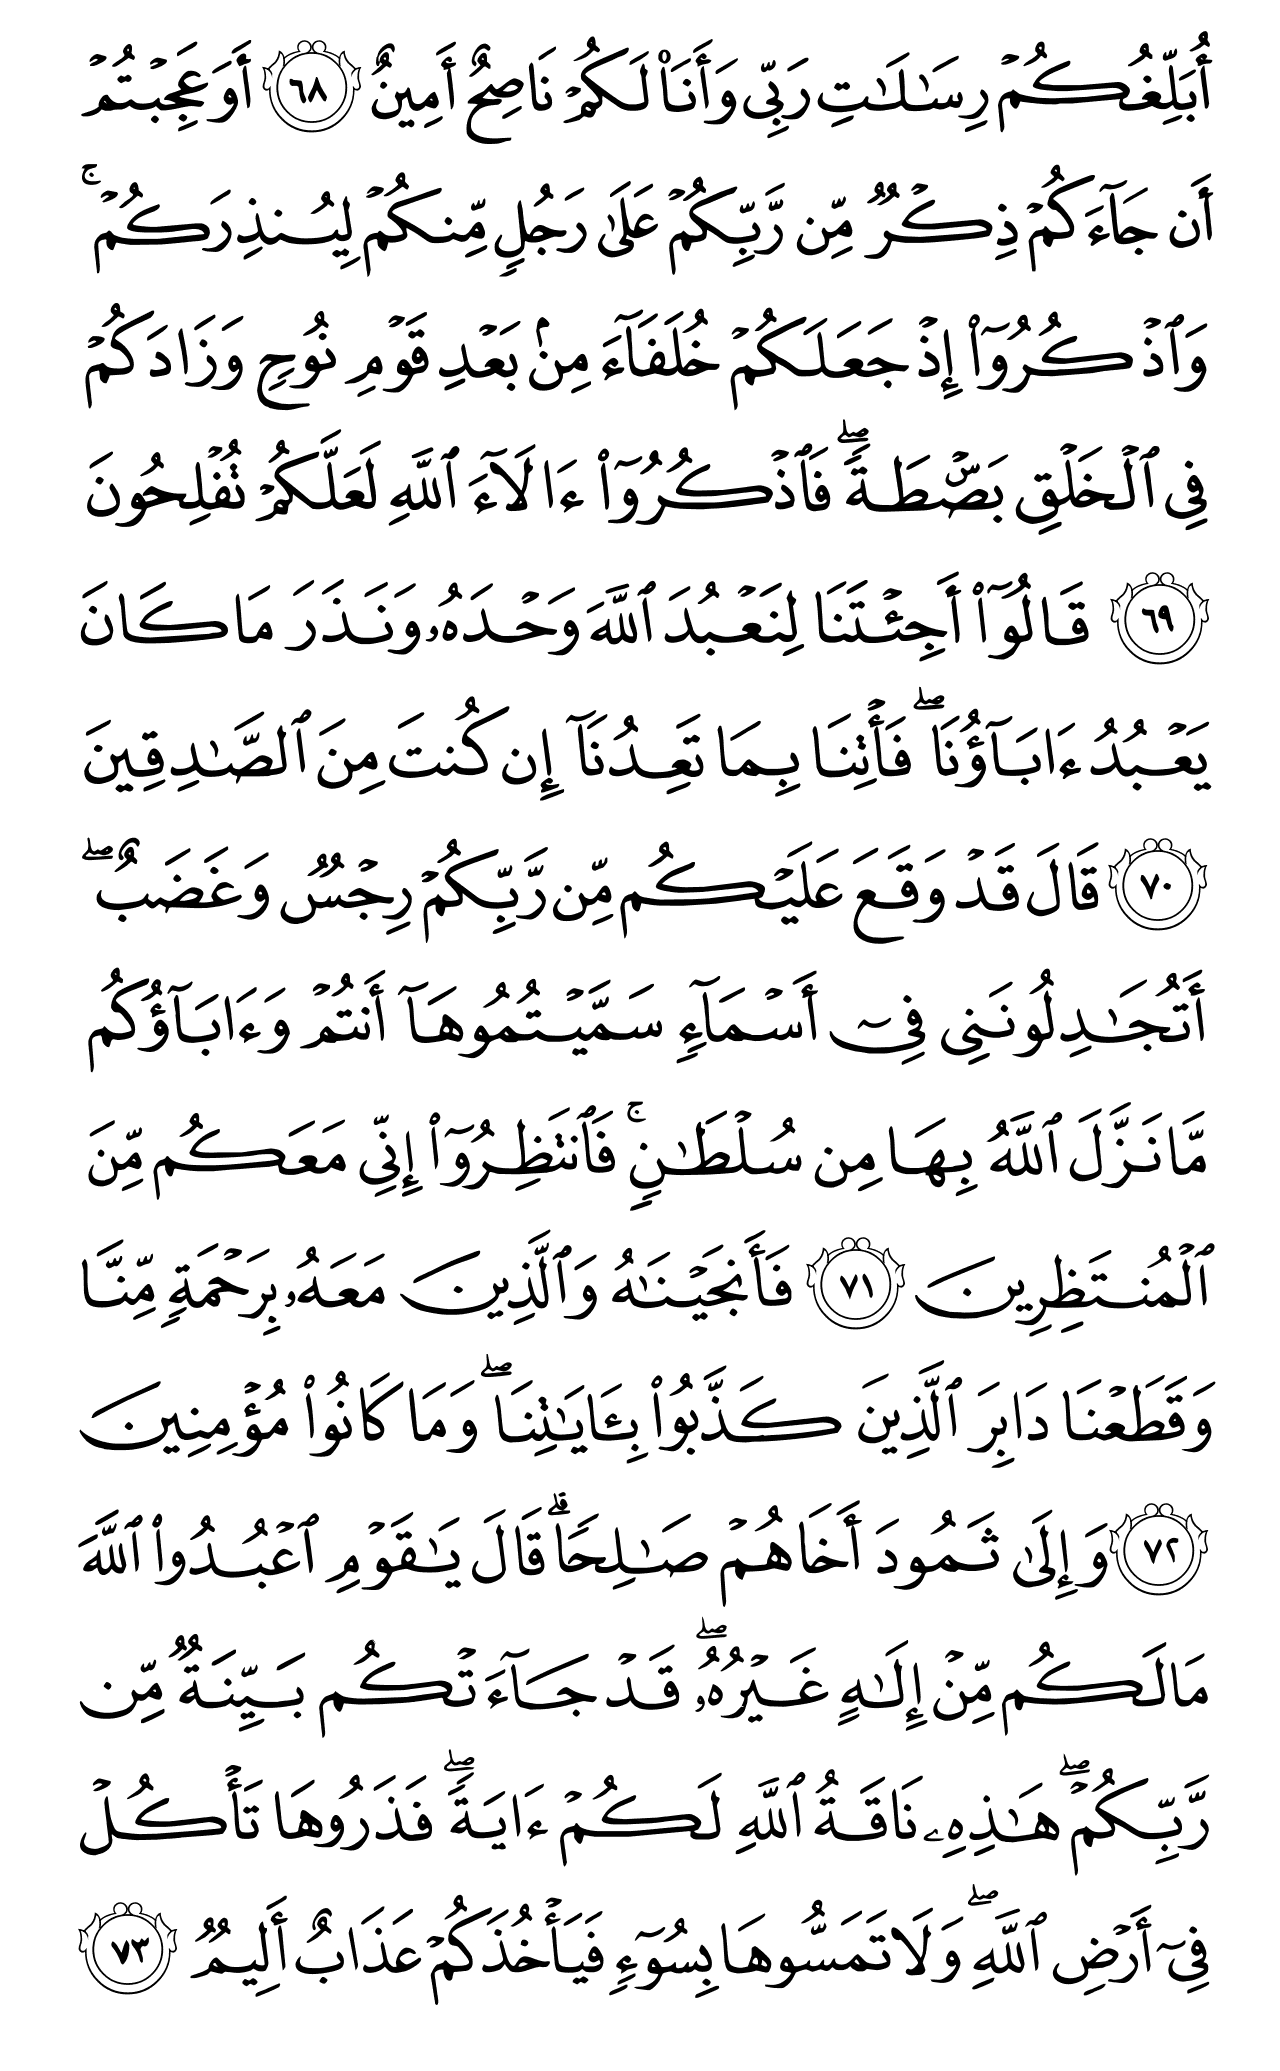 أُبَلِّغُكُمْ رِسَٰلَٰتِ رَبِّى وَأَنَا۠ لَكُمْ نَاصِحٌ أَمِينٌ ٦٨ أَوَعَجِبْتُمْ
أَن جَآءَكُمْ ذِكْرٌ مِّن رَّبِّكُمْ عَلَىٰ رَجُلٍ مِّنكُمْ لِيُنذِرَكُمْ ۚ
وَٱذْكُرُوٓا۟ إِذْ جَعَلَكُمْ خُلَفَآءَ مِنۢ بَعْدِ قَوْمِ نُوحٍ وَزَادَكُمْ
فِى ٱلْخَلْقِ بَصْۜطَةً ۖ فَٱذْكُرُوٓا۟ ءَالَآءَ ٱللَّهِ لَعَلَّكُمْ تُفْلِحُونَ
٦٩ قَالُوٓا۟ أَجِئْتَنَا لِنَعْبُدَ ٱللَّهَ وَحْدَهُۥ وَنَذَرَ مَا كَانَ
يَعْبُدُ ءَابَآؤُنَا ۖ فَأْتِنَا بِمَا تَعِدُنَآ إِن كُنتَ مِنَ ٱلصَّٰدِقِينَ
٧٠ قَالَ قَدْ وَقَعَ عَلَيْكُم مِّن رَّبِّكُمْ رِجْسٌ وَغَضَبٌ ۖ
أَتُجَٰدِلُونَنِى فِىٓ أَسْمَآءٍ سَمَّيْتُمُوهَآ أَنتُمْ وَءَابَآؤُكُم
مَّا نَزَّلَ ٱللَّهُ بِهَا مِن سُلْطَٰنٍ ۚ فَٱنتَظِرُوٓا۟ إِنِّى مَعَكُم مِّنَ
ٱلْمُنتَظِرِينَ ٧١ فَأَنجَيْنَٰهُ وَٱلَّذِينَ مَعَهُۥ بِرَحْمَةٍ مِّنَّا
وَقَطَعْنَا دَابِرَ ٱلَّذِينَ كَذَّبُوا۟ بِـَٔايَٰتِنَا ۖ وَمَا كَانُوا۟ مُؤْمِنِينَ
٧٢ وَإِلَىٰ ثَمُودَ أَخَاهُمْ صَٰلِحًا ۗ قَالَ يَٰقَوْمِ ٱعْبُدُوا۟ ٱللَّهَ
مَا لَكُم مِّنْ إِلَٰهٍ غَيْرُهُۥ ۖ قَدْ جَآءَتْكُم بَيِّنَةٌ مِّن
رَّبِّكُمْ ۖ هَٰذِهِۦ نَاقَةُ ٱللَّهِ لَكُمْ ءَايَةً ۖ فَذَرُوهَا تَأْكُلْ
فِىٓ أَرْضِ ٱللَّهِ ۖ وَلَا تَمَسُّوهَا بِسُوٓءٍ فَيَأْخُذَكُمْ عَذَابٌ أَلِيمٌ ٧٣